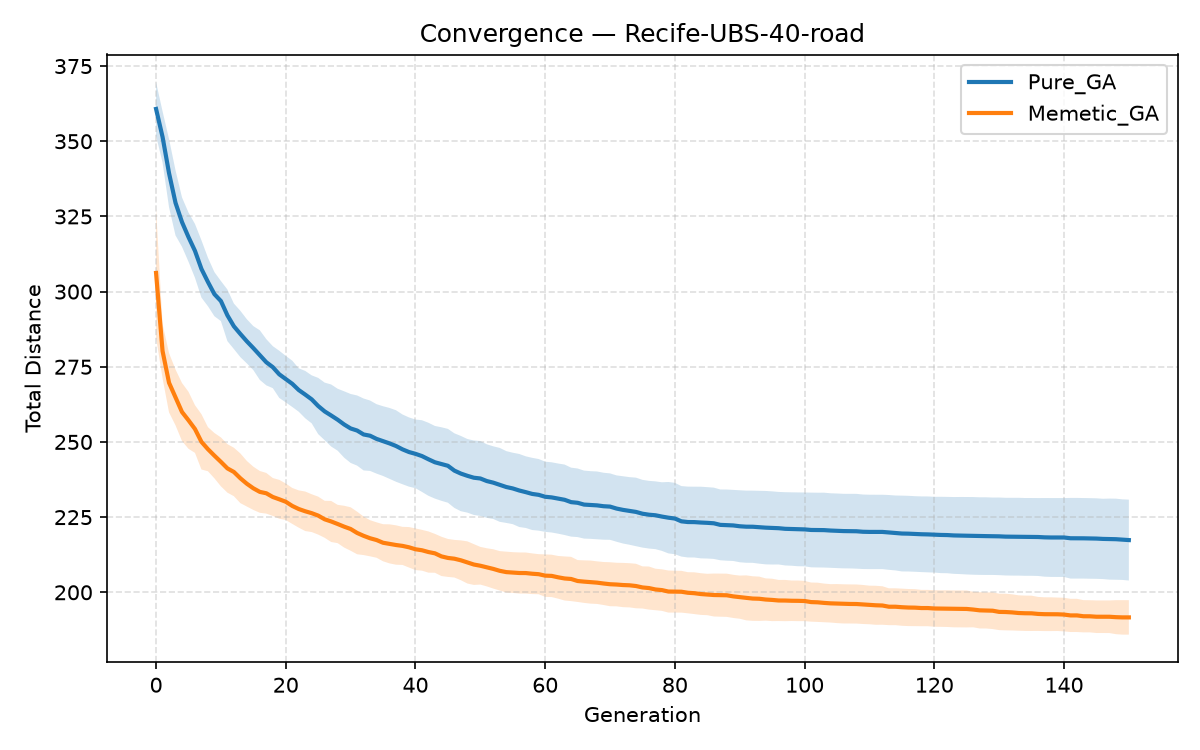 Convergence — Recife-UBS-40-road
Pure_GA
Memetic_GA
Total Distance
375
350
325
300
275
250
225
200
0 20 40 60 80 100 120 140
Generation